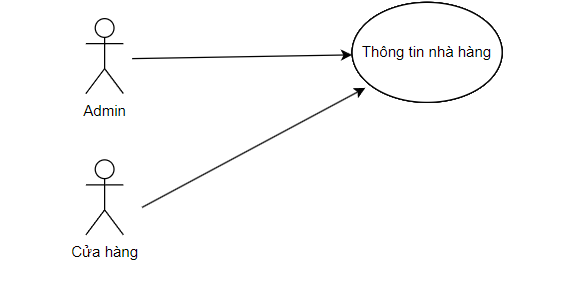 Thông tin nhà hàng
Admin
Cửa hàng